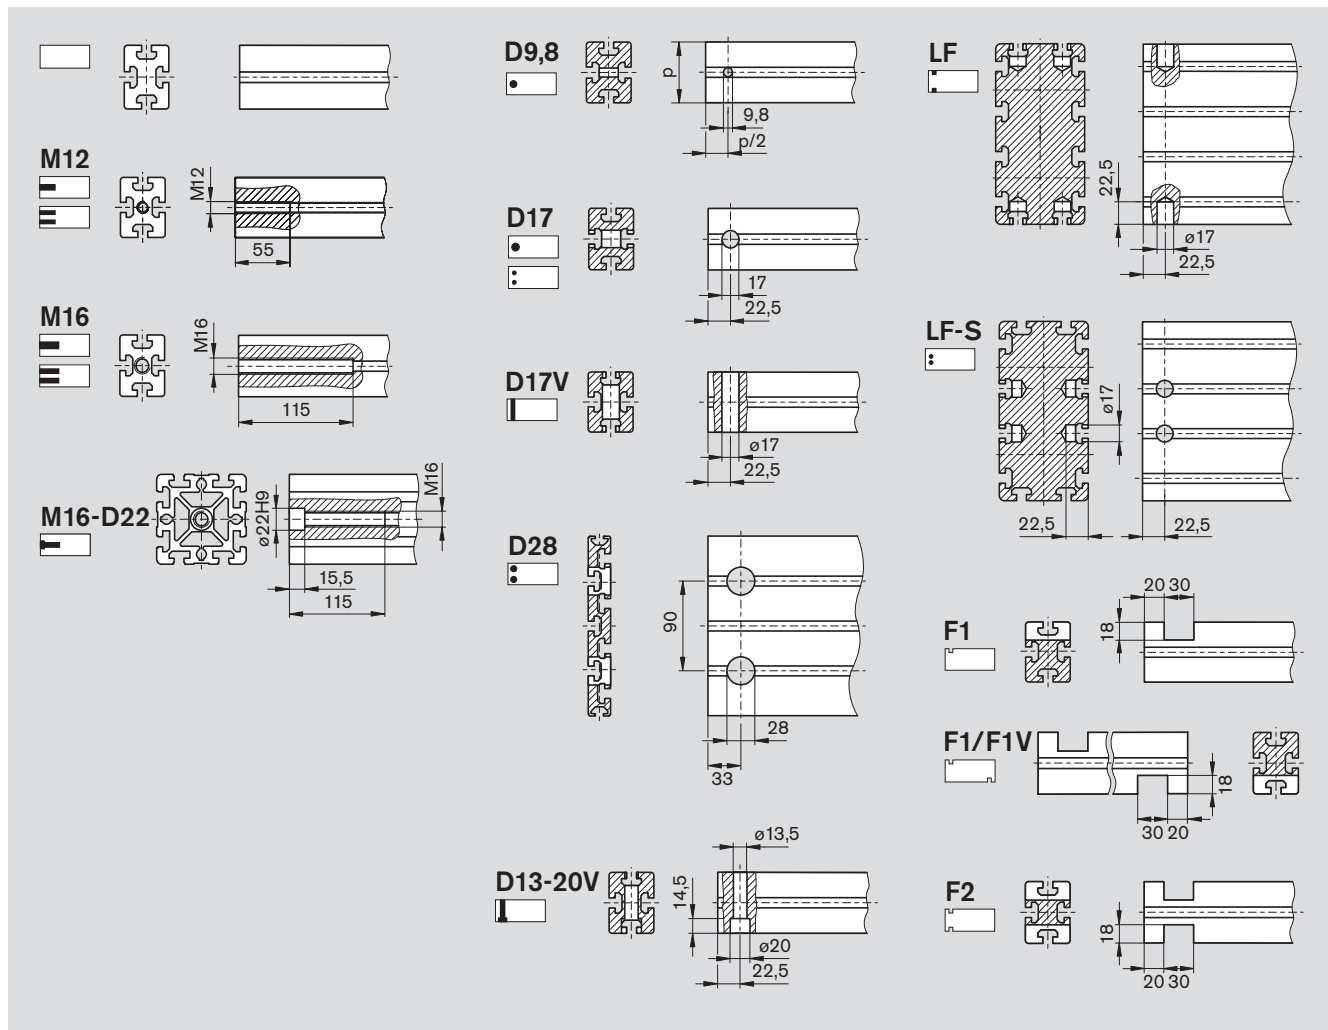 M12
M12
55
M16
M16
115
M16-D22
ø22H9
M16
15,5
115
D9,8
p
9,8
p/2
D17
17
22,5
D17V
ø17
22,5
D28
90
28
33
D13-20V
ø13,5
14,5
ø20
22,5
LF
22,5
ø17
22,5
LF-S
ø17
22,5
22,5
F1
20 30
18
F1/F1V
18
30 20
F2
18
20 30